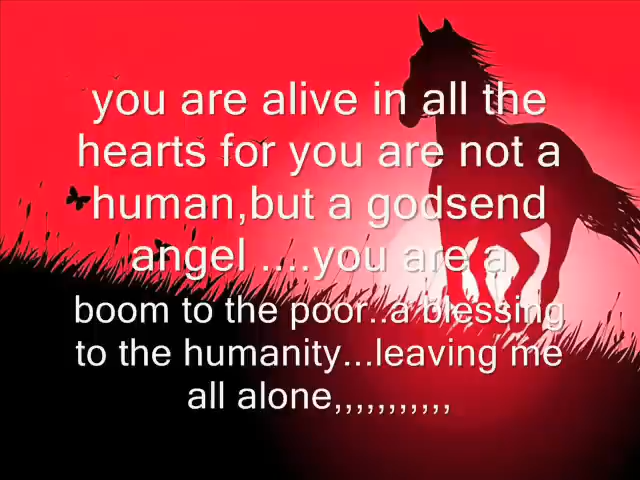 you are alive in all the
hearts for you are not a
human,but a godsend
angel ....you are a
boom to the poor..a blessing
to the humanity...leaving me
all alone,,,,,,,,,,,